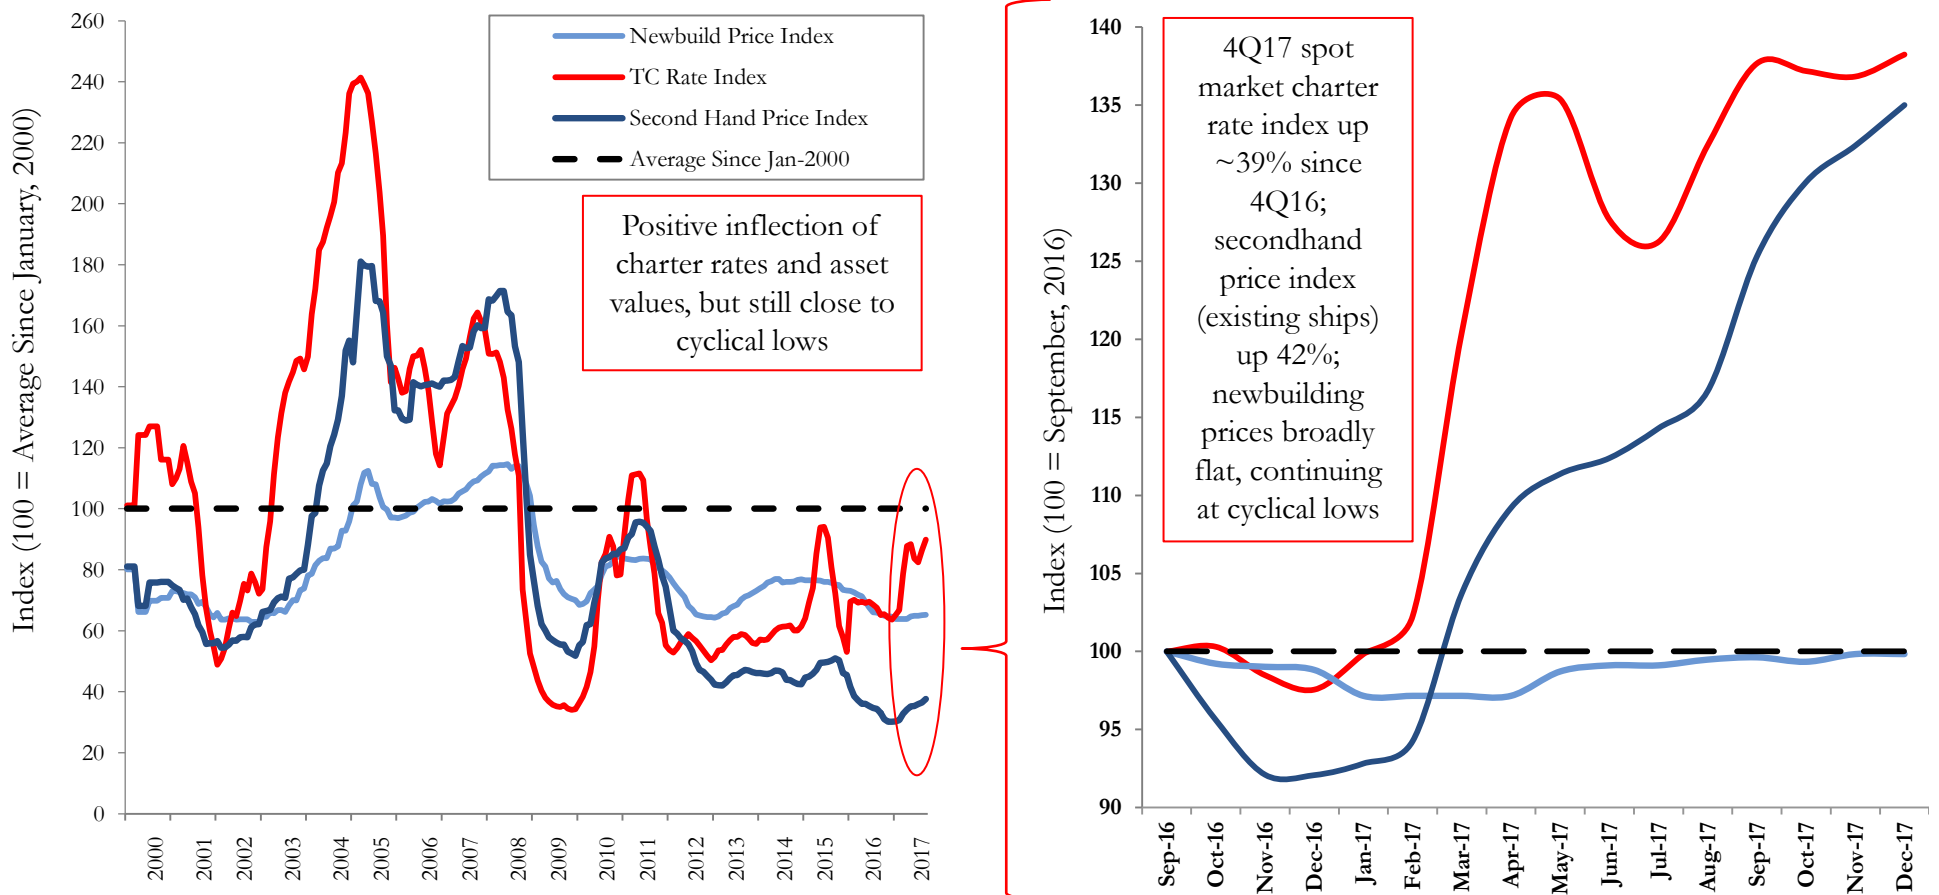 Index (100 = Average Since January, 2000)
260
240
220
200
180
160
140
120
100
80
60
40
20
0
2000
2001
2002
2003
2004
2005
2006
2007
2008
2009
2010
2011
2012
2013
2014
2015
2016
2017
Newbuild Price Index
TC Rate Index
Second Hand Price Index
Average Since Jan-2000
Positive inflection of
charter rates and asset
values, but still close to
cyclical lows
Index (100 = September, 2016)
140
135
130
125
120
115
110
105
100
95
90
Sep-16
Oct-16
Nov-16
Dec-16
Jan-17
Feb-17
Mar-17
Apr-17
May-17
Jun-17
Jul-17
Aug-17
Sep-17
Oct-17
Nov-17
Dec-17
4Q17 spot
market charter
rate index up
~39% since
4Q16;
secondhand
price index
(existing ships)
up 42%;
newbuilding
prices broadly
flat, continuing
at cyclical lows